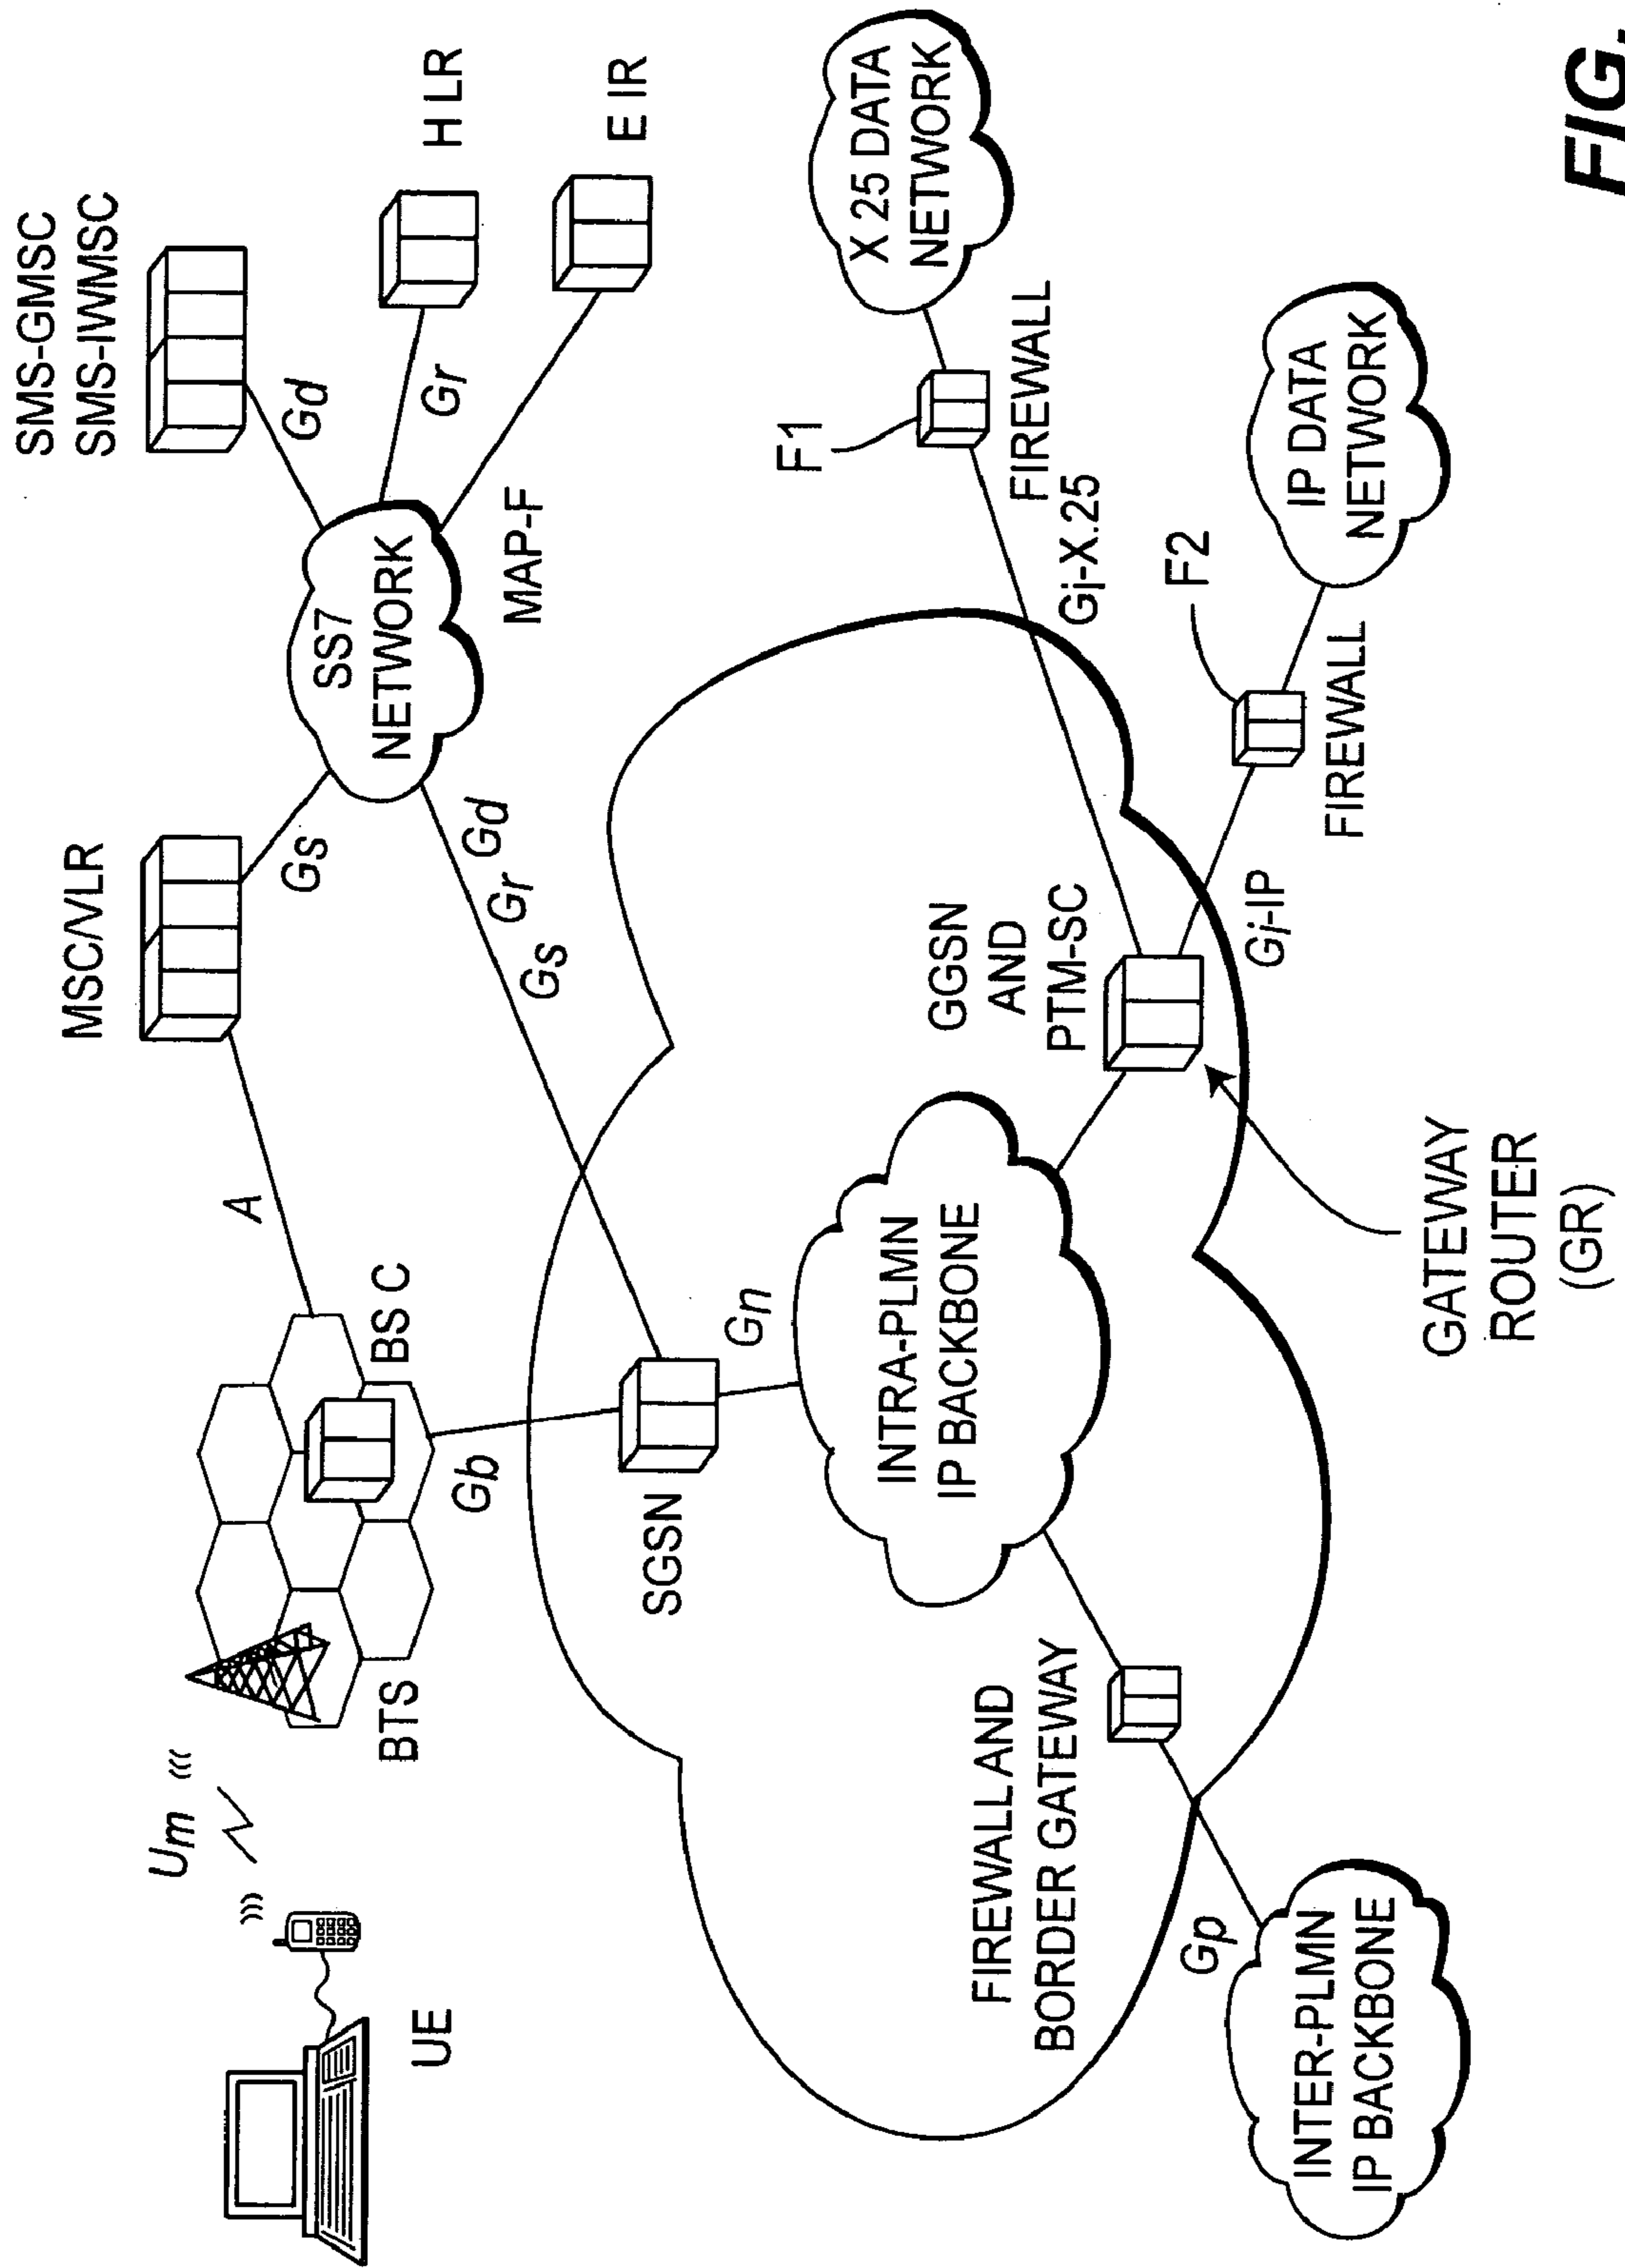 SMS-GMSC
SMS-IWMSC
MSC/VLR
Um
A
Gs
Gd
Gr
H LR
SS7
NETWORK
E IR
MAP-F
BTS
BS C
UE
Gb
Gs Gr Gd
SGSN
Gn
INTRA-PLMN
IP BACKBONE
GGSN
AND
PTM-SC
F1
X 25 DATA
NETWORK
FIREWALL
Gi-X.25
F2
IP DATA
NETWORK
FIREWALL
Gi-IP
FIREWALL AND
BORDER GATEWAY
Gp
INTER-PLMN
IP BACKBONE
GATEWAY
ROUTER
(GR)
FIG.